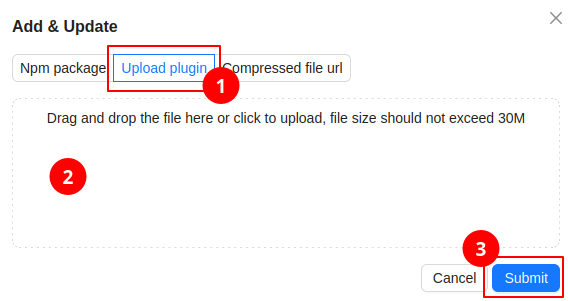 Add & Update
Npm package Upload plugin Compressed file url
1
Drag and drop the file here or click to upload, file size should not exceed 30M
2
3
Cancel Submit